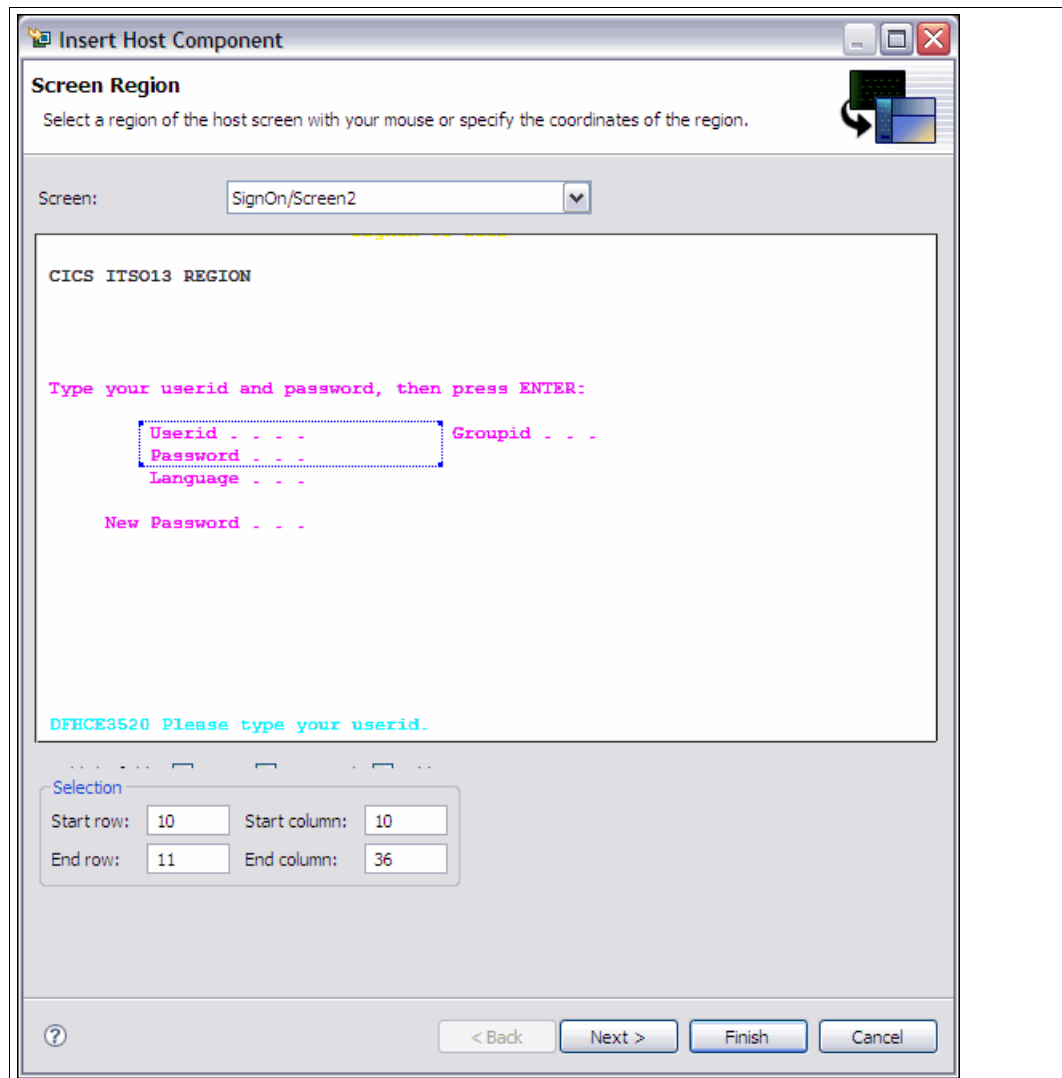 Insert Host Component
Screen Region
Select a region of the host screen with your mouse or specify the coordinates of the region.
Screen: SignOn/Screen2
CICS ITSO13 REGION
Type your userid and password, then press ENTER:
Userid . . . . Groupid . . .
Password . . .
Language . . .
New Password . . .
DFHCE3520 Please type your userid.
Selection
Start row: 10 Start column: 10
End row: 11 End column: 36
? < Back Next > Finish Cancel